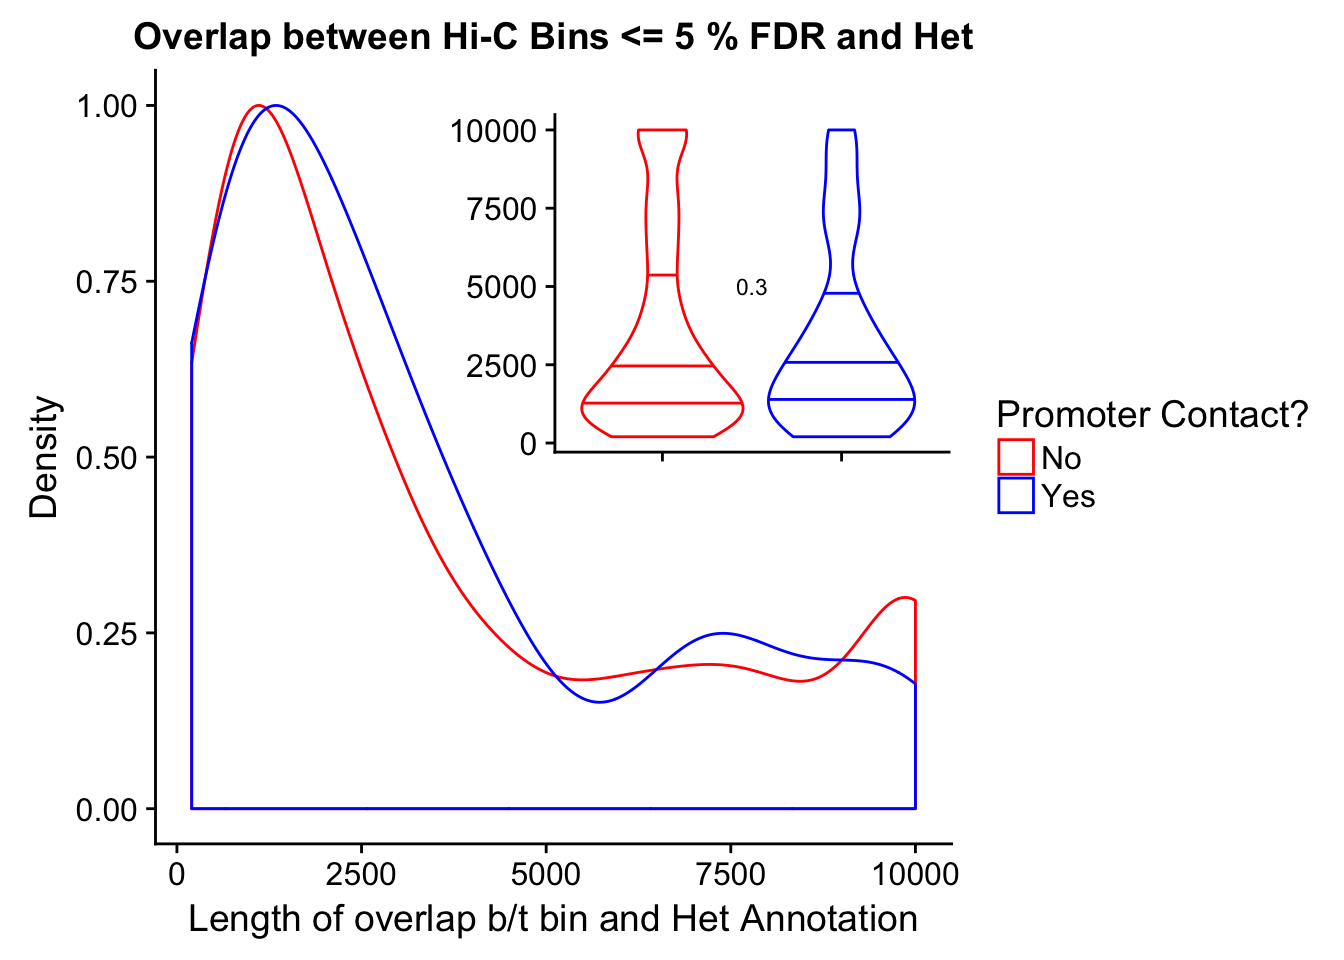 Overlap between Hi-C Bins <= 5 % FDR and Het
1.00
0.75
0.50
0.25
0.00
Density
10000
7500
5000
2500
0
0.3
Promoter Contact?
No
Yes
0 2500 5000 7500 10000
Length of overlap b/t bin and Het Annotation